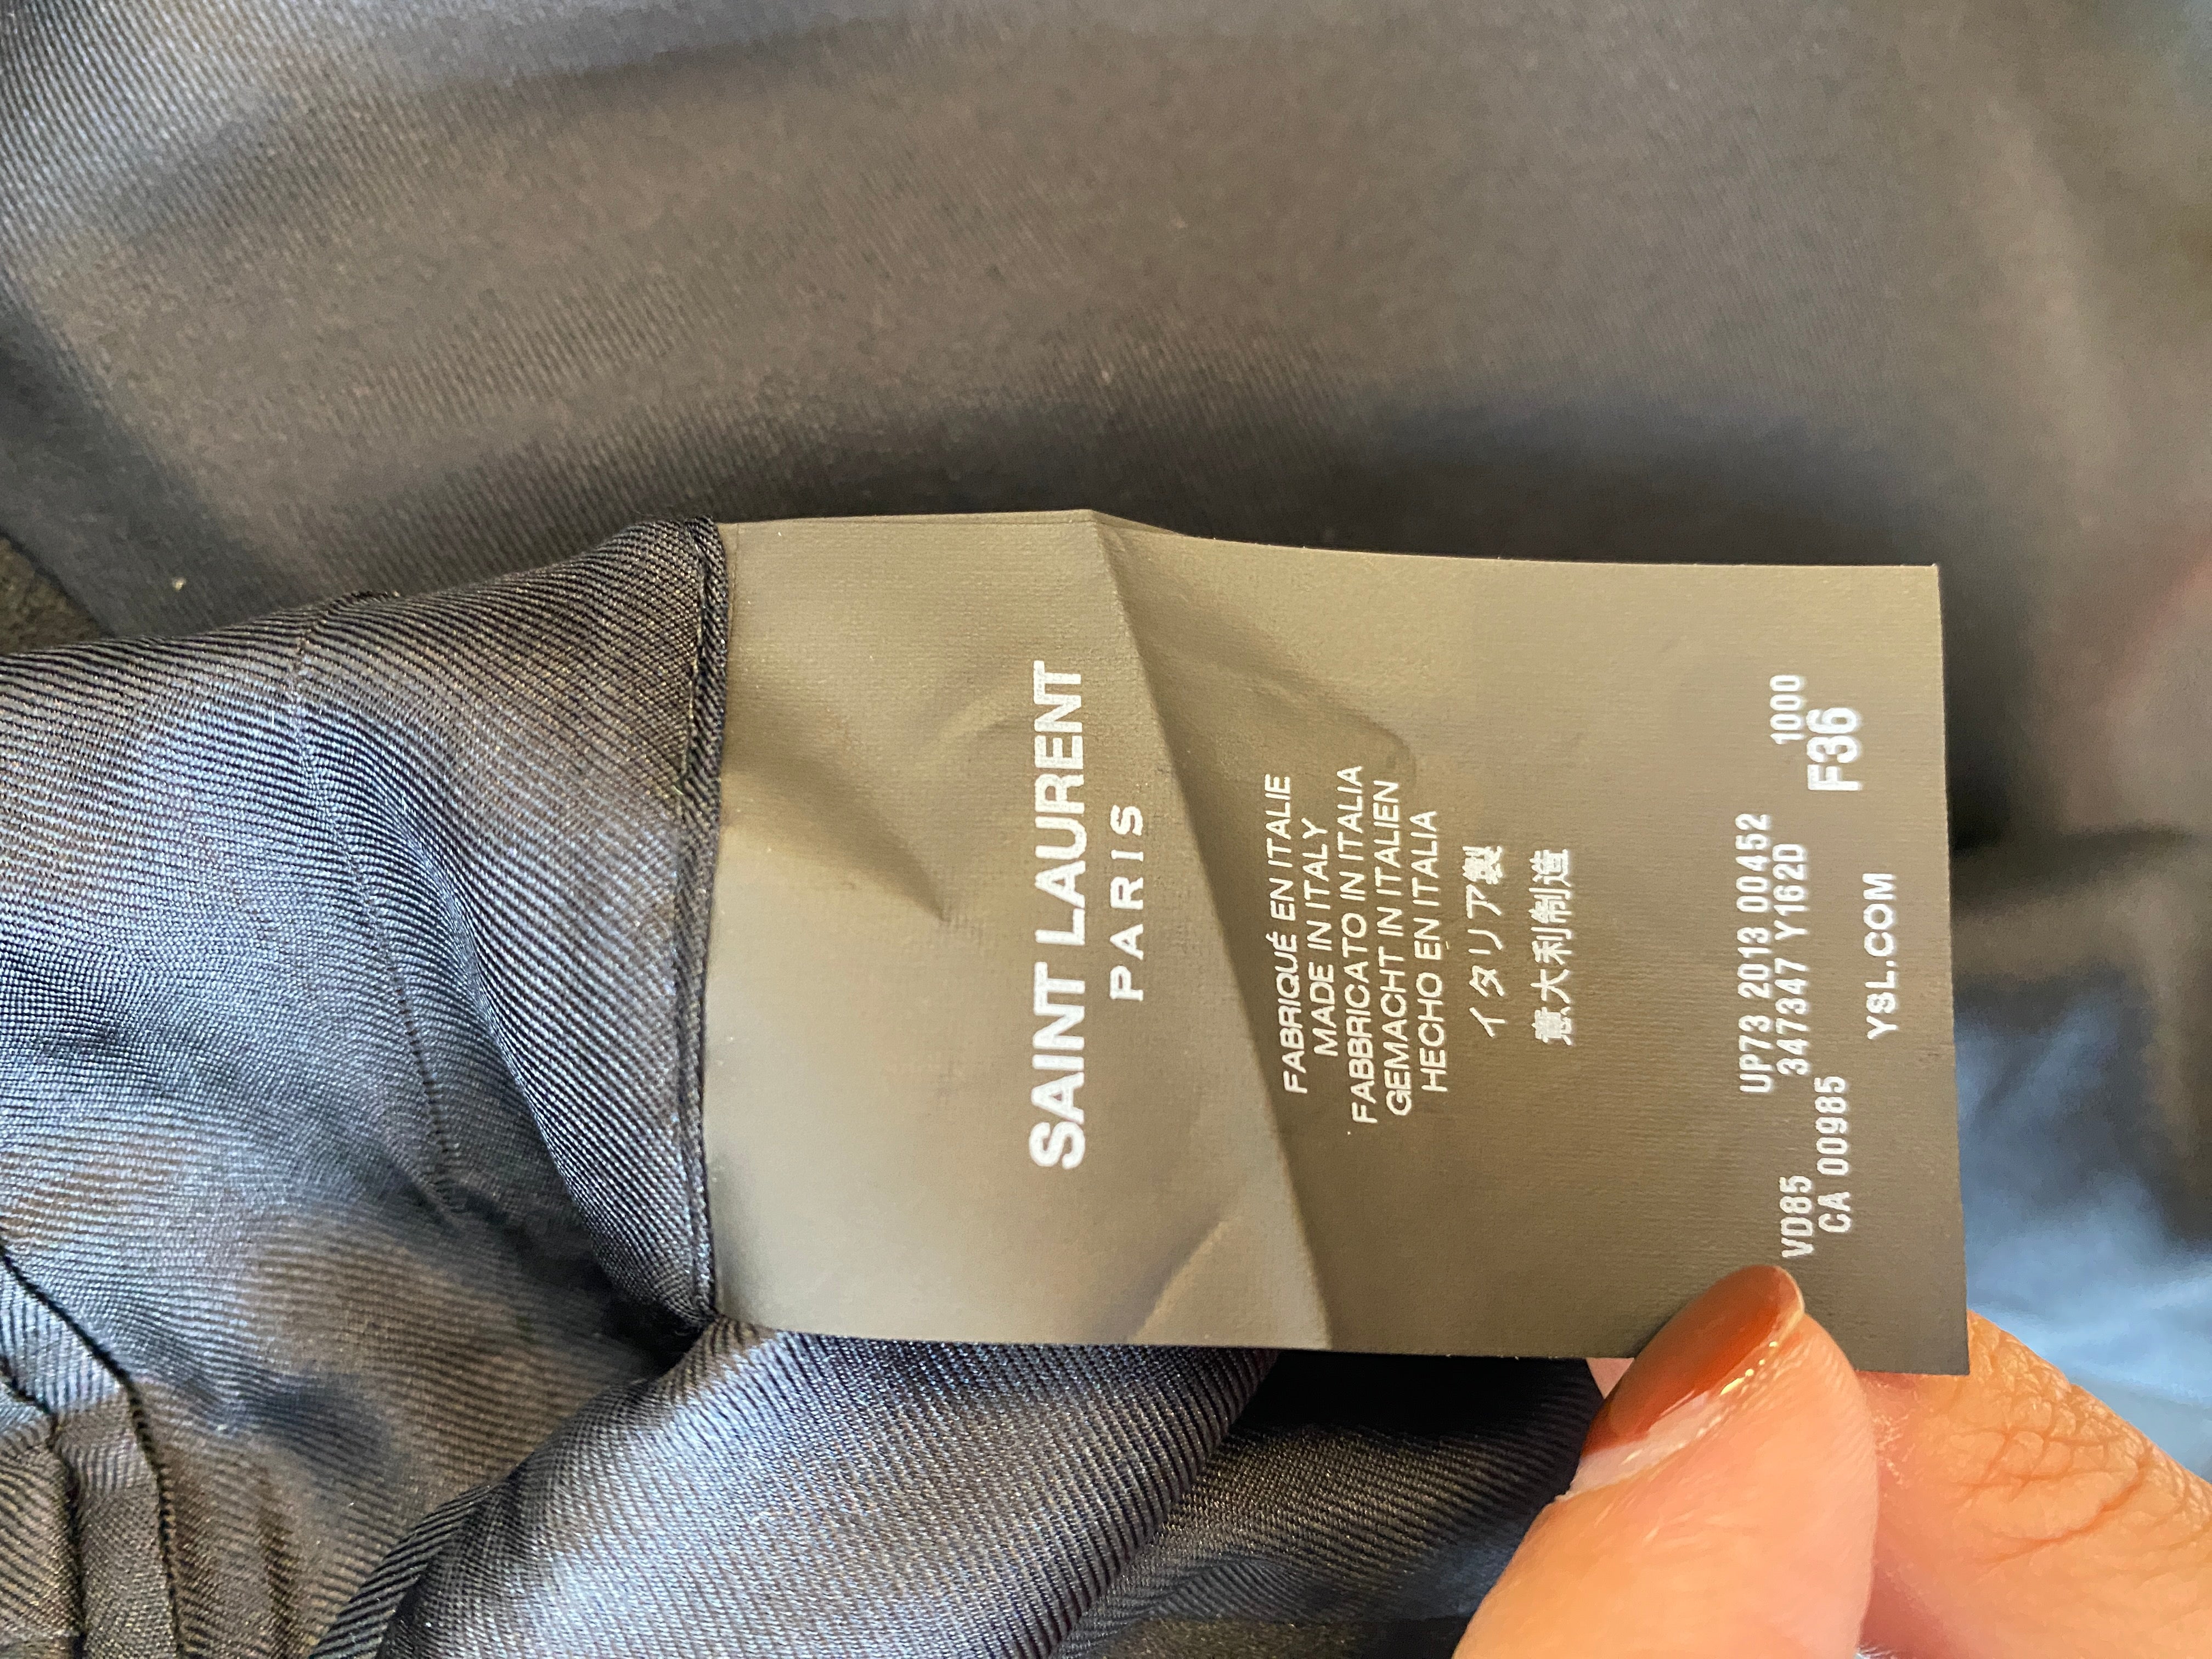 SAINT LAURENT
PARIS
FABRIQUÉ EN ITALIE
MADE IN ITALY
FABBRICATO IN ITALIA
GEMACHT IN ITALIEN
HECHO EN ITALIA
イタリア製
意大利制造
UP73 2013 00452
VD85 347347 Y162D 1000
CA 00985 F36
YSL.COM